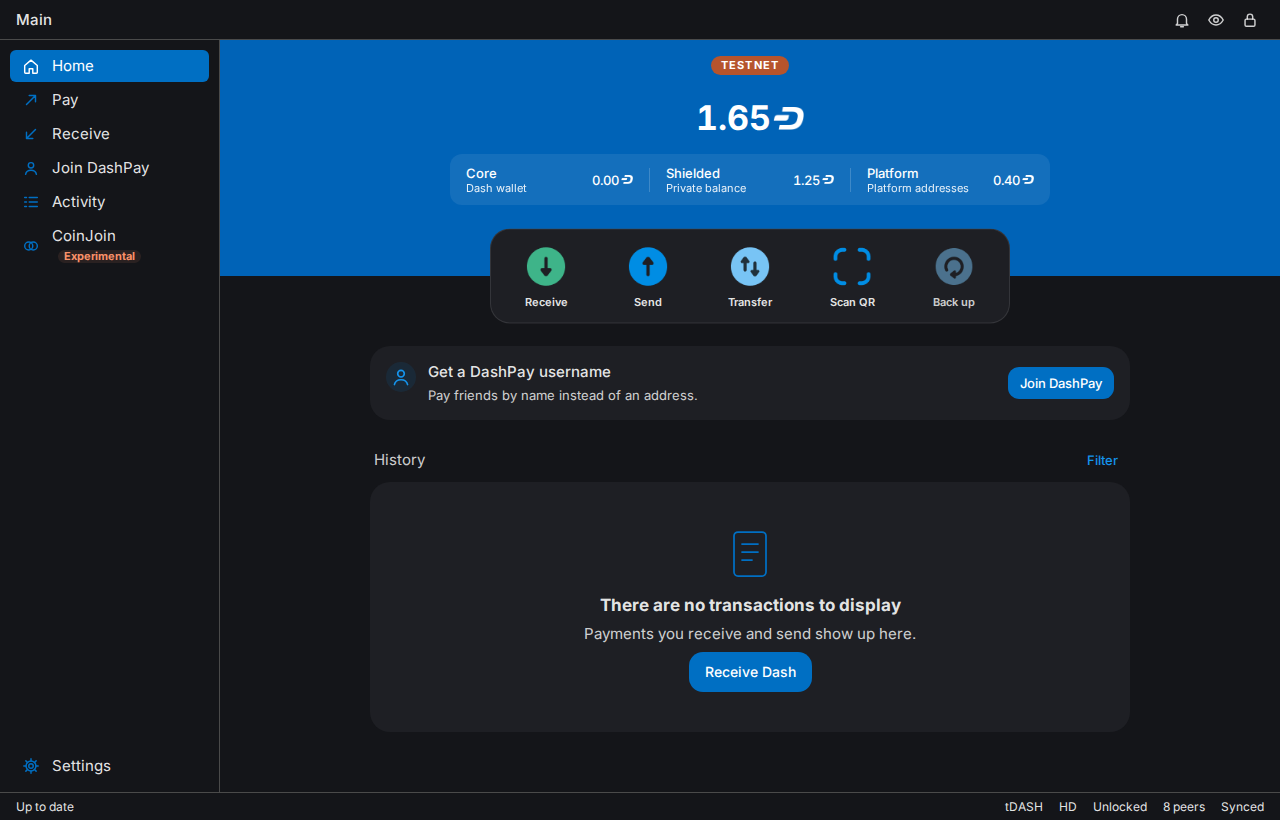 Main
Home
Pay
Receive
Join DashPay
Activity
CoinJoin
Experimental
Settings
TESTNET
1.65
Core
Dash wallet
0.00
Shielded
Private balance
1.25
Platform
Platform addresses
0.40
Receive
Send
Transfer
Scan QR
Back up
Get a DashPay username
Pay friends by name instead of an address.
Join DashPay
History
Filter
There are no transactions to display
Payments you receive and send show up here.
Receive Dash
Up to date
tDASH HD Unlocked 8 peers Synced